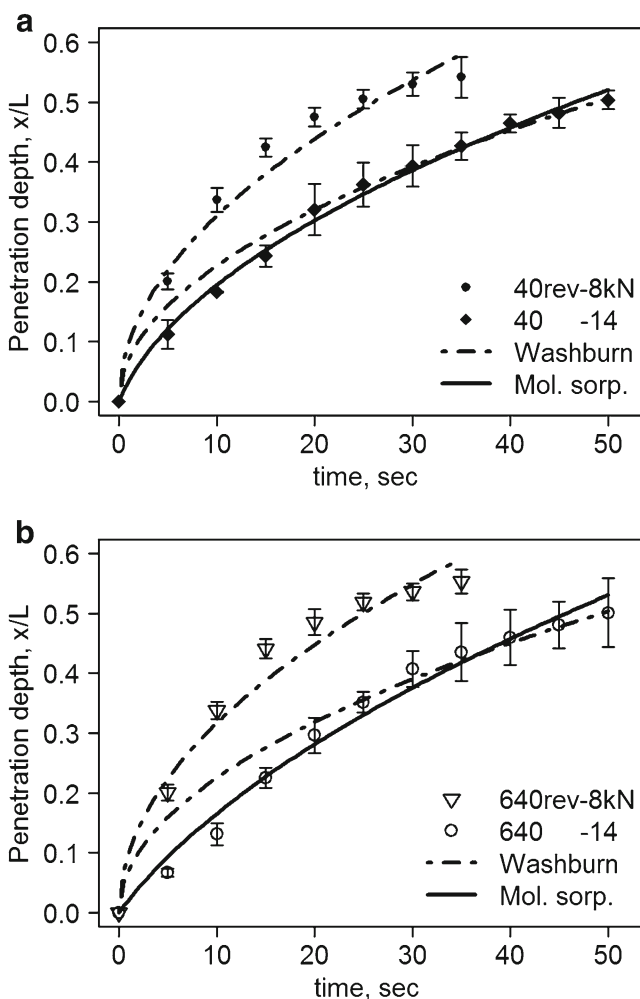 a
0.6
0.5
0.4
0.3
0.2
0.1
0.0
Penetration depth, x/L
40rev-8kN
40 -14
Washburn
Mol. sorp.
0 10 20 30 40 50
time, sec
b
0.6
0.5
0.4
0.3
0.2
0.1
0.0
Penetration depth, x/L
640rev-8kN
640 -14
Washburn
Mol. sorp.
0 10 20 30 40 50
time, sec